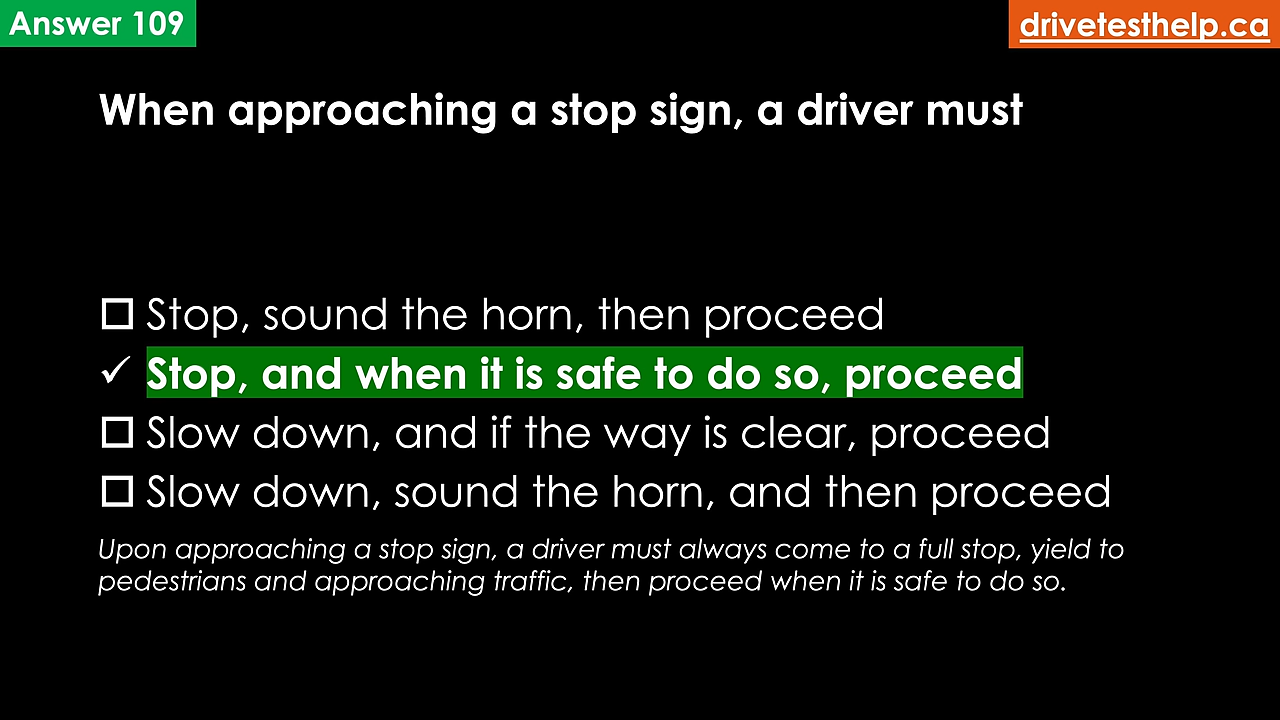 Answer 109
drivetesthelp.ca
When approaching a stop sign, a driver must
☐ Stop, sound the horn, then proceed
✓ Stop, and when it is safe to do so, proceed
☐ Slow down, and if the way is clear, proceed
☐ Slow down, sound the horn, and then proceed
Upon approaching a stop sign, a driver must always come to a full stop, yield to
pedestrians and approaching traffic, then proceed when it is safe to do so.